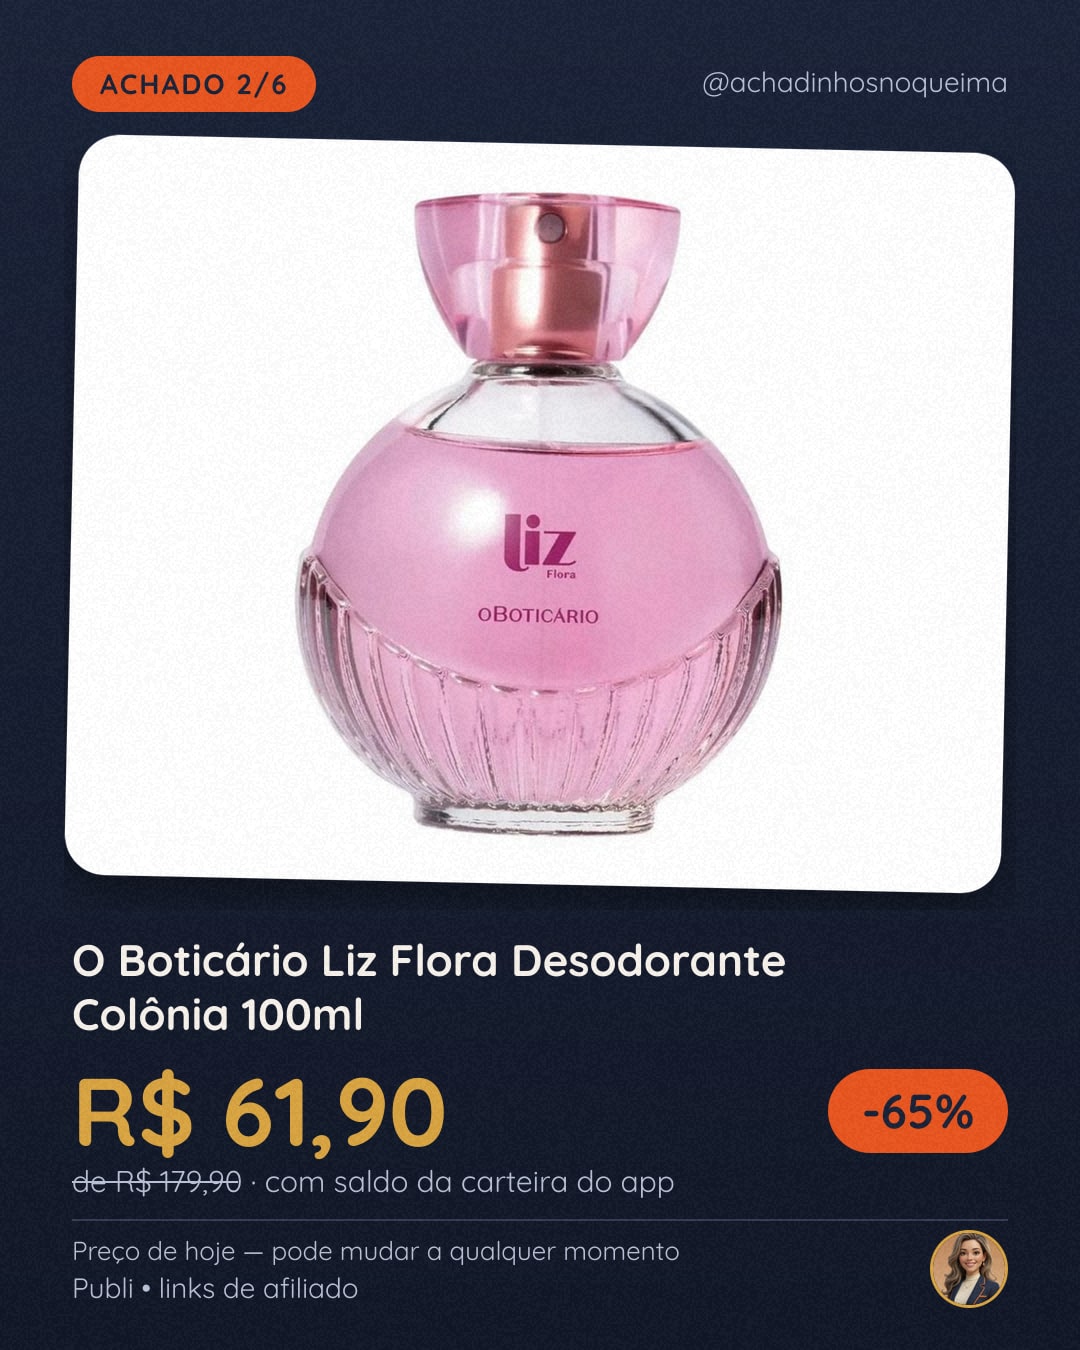 ACHADO 2/6
@achadinhosnoqueima
liz
Flora
oBOTICÁRIO
O Boticário Liz Flora Desodorante
Colônia 100ml
R$ 61,90
-65%
de R$ 179,90 · com saldo da carteira do app
Preço de hoje — pode mudar a qualquer momento
Publi • links de afiliado